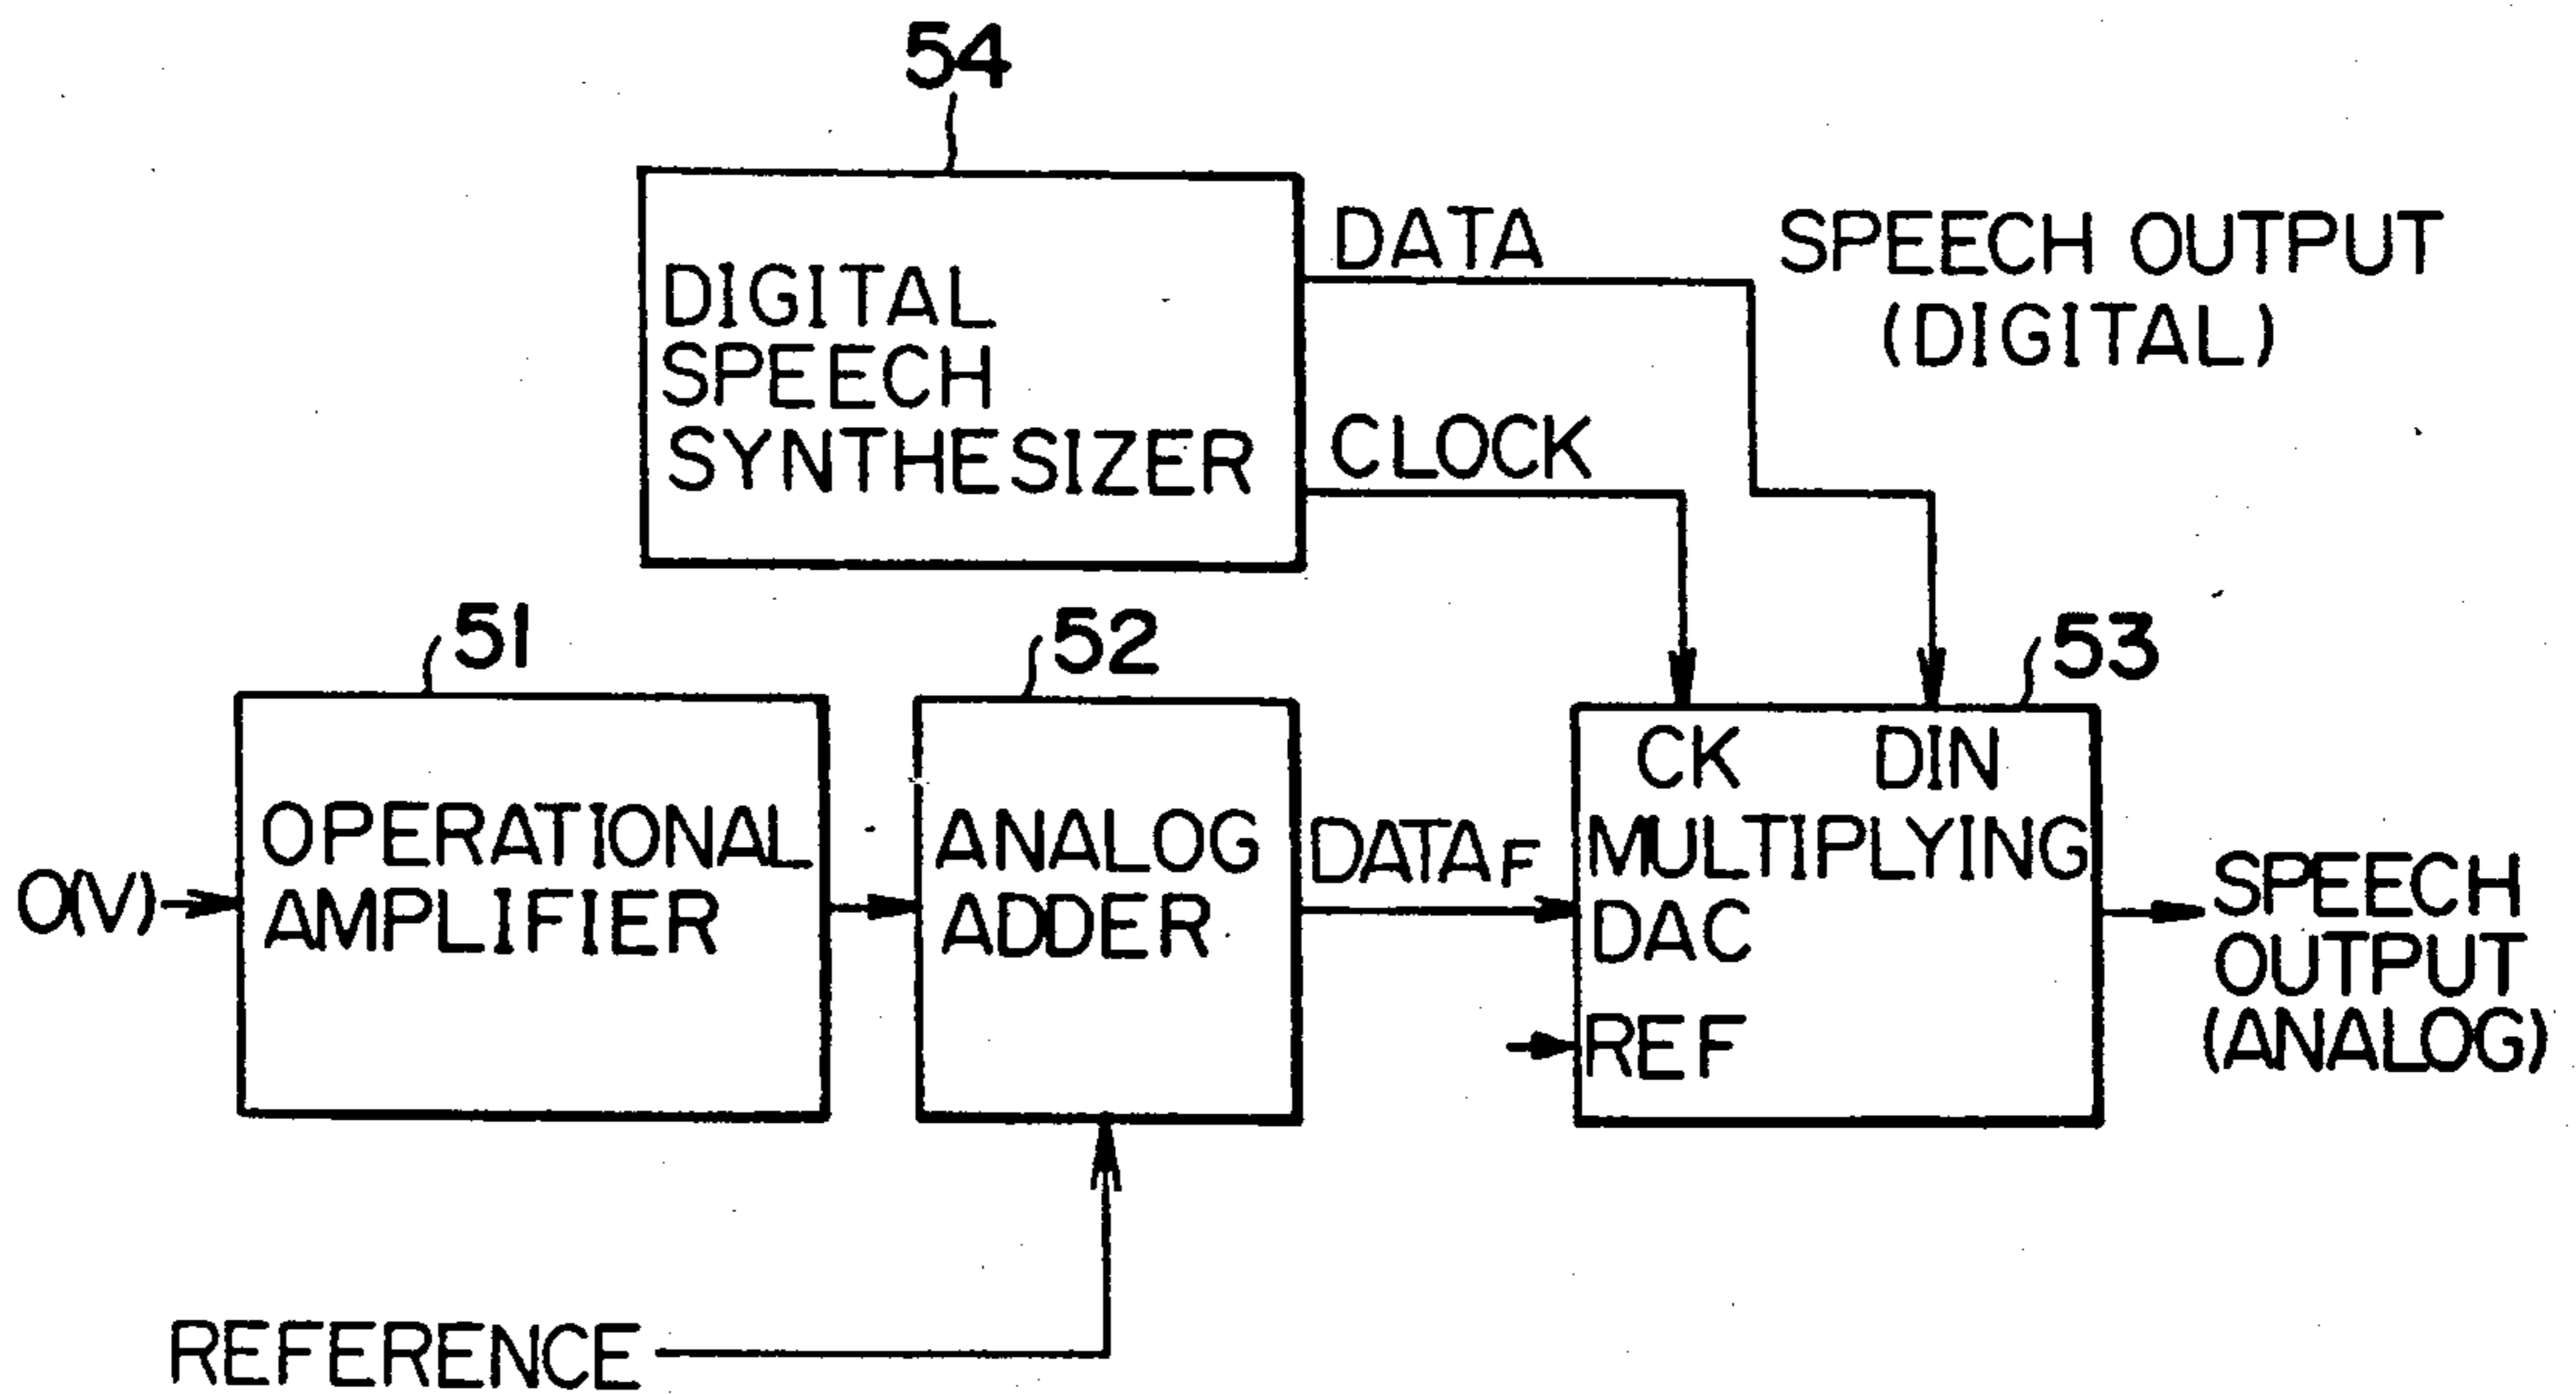 54
DIGITAL
SPEECH
SYNTHESIZER
DATA
CLOCK
SPEECH OUTPUT
(DIGITAL)
51
OPERATIONAL
AMPLIFIER
O(V)
52
ANALOG
ADDER
DATAF
53
CK DIN
MULTIPLYING
DAC
REF
SPEECH
OUTPUT
(ANALOG)
REFERENCE